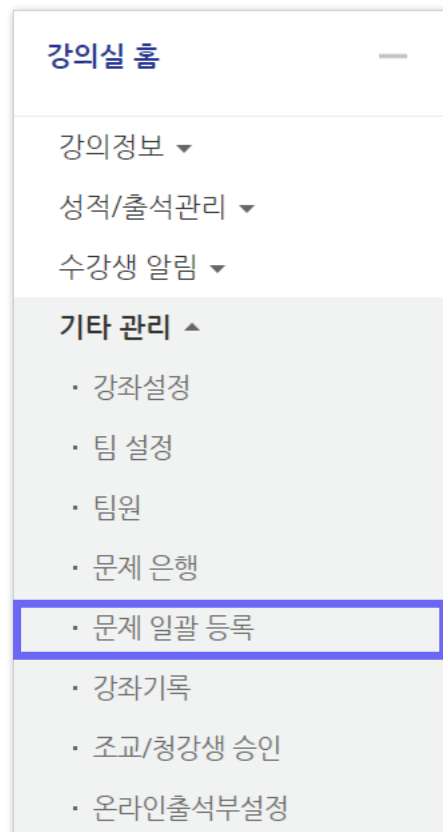 강의실 홈
강의정보
성적/출석관리
수강생 알림
기타 관리
· 강좌설정
· 팀 설정
· 팀원
· 문제 은행
· 문제 일괄 등록
· 강좌기록
· 조교/청강생 승인
· 온라인출석부설정